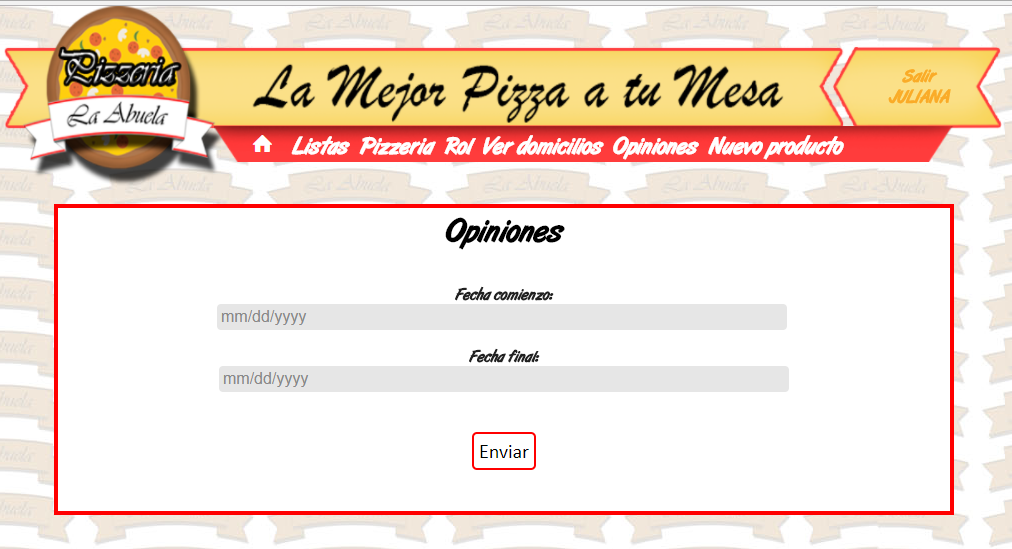 Pizzeria
La Abuela
La Mejor Pizza a tu Mesa
Salir
JULIANA
Listas Pizzeria Rol Ver domicilios Opiniones Nuevo producto
Opiniones
Fecha comienzo:
mm/dd/yyyy
Fecha final:
mm/dd/yyyy
Enviar